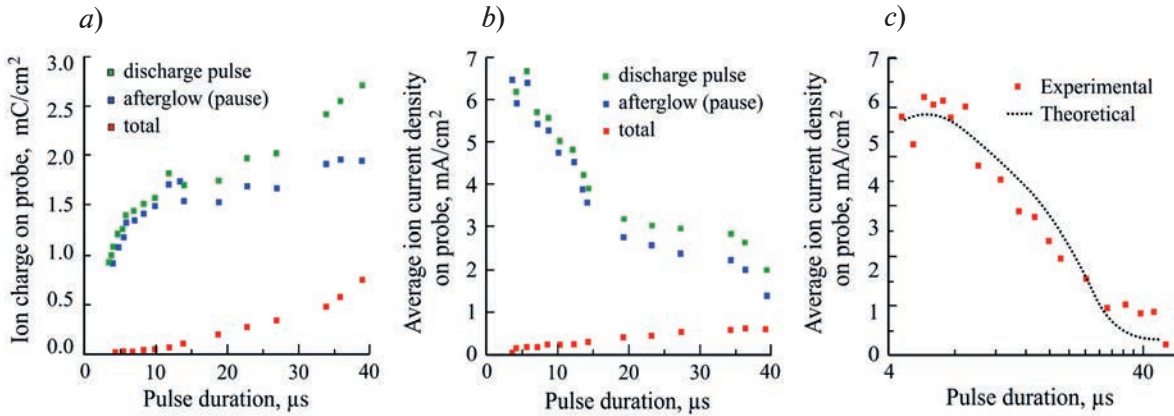 a)
Ion charge on probe, mC/cm²
3.0
2.5
2.0
1.5
1.0
0.5
0.0
discharge pulse
afterglow (pause)
total
0 10 20 30 40
Pulse duration, µs
b)
Average ion current density
on probe, mA/cm²
7
6
5
4
3
2
1
0
discharge pulse
afterglow (pause)
total
0 10 20 30 40
Pulse duration, µs
c)
Average ion current density
on probe, mA/cm²
7
6
5
4
3
2
2
1
0
Experimental
Theoretical
4 40
Pulse duration, µs